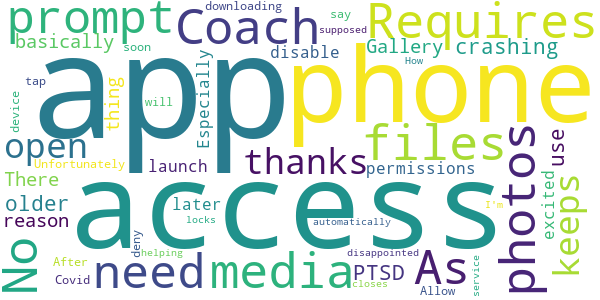 downloading
say
supposed
prompt
Coach
Requires
basically
soon
disable
Gallery
crashing
How
app
phone
tap
device
thing
will
Especially
open
files
Unfortunately
launch
thanks
permissions
photos
use
There
older
later
access
excited
keeps
I'm
reason
locks
automatically
No
After
deny
helping
disappointed
Covid
need
media
PTSD
closes
As
Allow
service